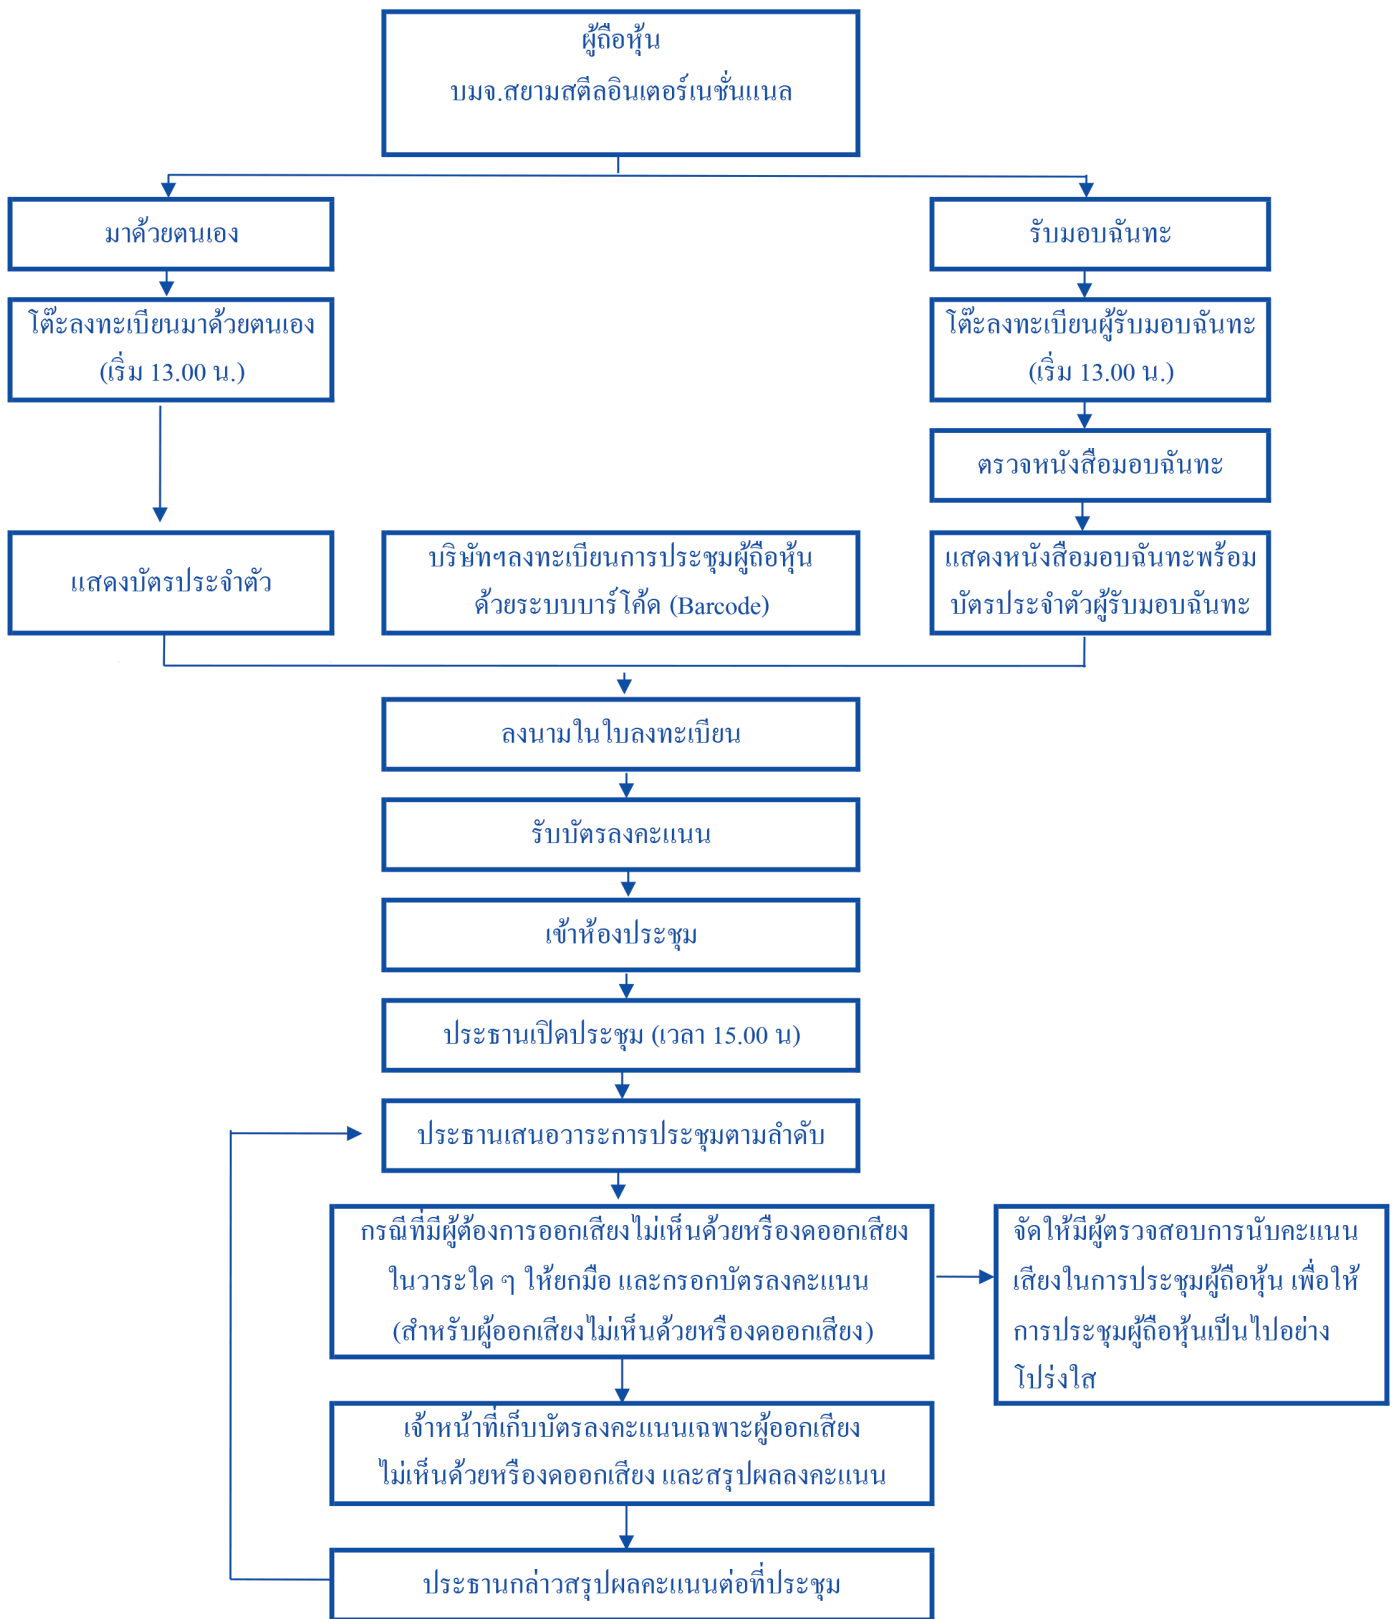 ผู้ถือหุ้น
บมจ.สยามสตีลอินเตอร์เนชั่นแนล
มาด้วยตนเอง
รับมอบฉันทะ
โต๊ะลงทะเบียนมาด้วยตนเอง
(เริ่ม 13.00 น.)
โต๊ะลงทะเบียนผู้รับมอบฉันทะ
(เริ่ม 13.00 น.)
ตรวจหนังสือมอบฉันทะ
แสดงบัตรประจำตัว
บริษัทฯลงทะเบียนการประชุมผู้ถือหุ้น
ด้วยระบบบาร์โค้ด (Barcode)
แสดงหนังสือมอบฉันทะพร้อม
บัตรประจำตัวผู้รับมอบฉันทะ
ลงนามในใบลงทะเบียน
รับบัตรลงคะแนน
เข้าห้องประชุม
ประธานเปิดประชุม (เวลา 15.00 น)
ประธานเสนอวาระการประชุมตามลำดับ
กรณีที่มีผู้ต้องการออกเสียงไม่เห็นด้วยหรืองดออกเสียง
ในวาระใด ๆ ให้ยกมือ และกรอกบัตรลงคะแนน
(สำหรับผู้ออกเสียงไม่เห็นด้วยหรืองดออกเสียง)
จัดให้มีผู้ตรวจสอบการนับคะแนน
เสียงในการประชุมผู้ถือหุ้น เพื่อให้
การประชุมผู้ถือหุ้นเป็นไปอย่าง
โปร่งใส
เจ้าหน้าที่เก็บบัตรลงคะแนนเฉพาะผู้ออกเสียง
ไม่เห็นด้วยหรืองดออกเสียง และสรุปผลลงคะแนน
ประธานกล่าวสรุปผลคะแนนต่อที่ประชุม